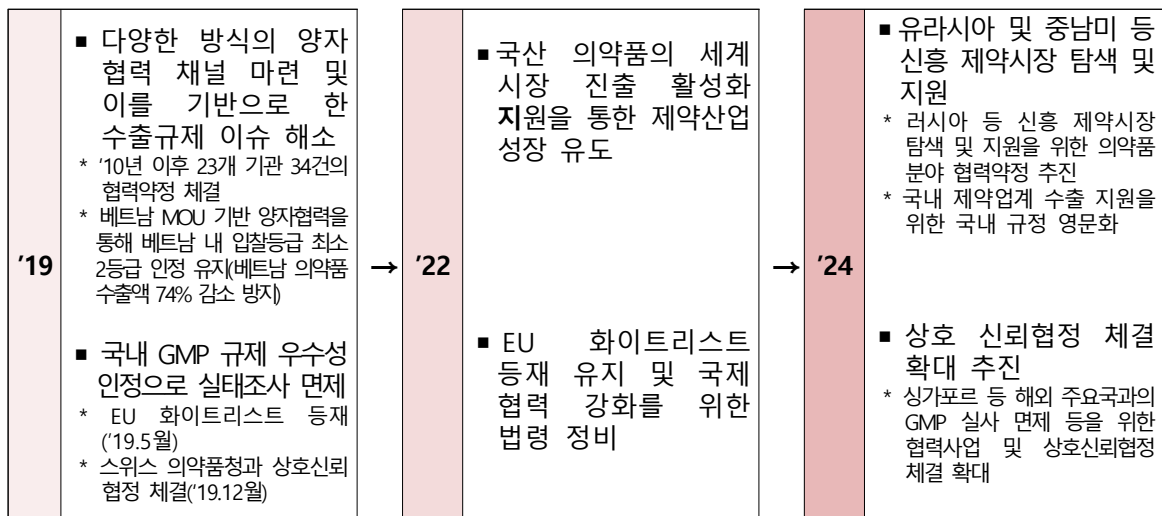 '19
■ 다양한 방식의 양자
협력 채널 마련 및
이를 기반으로 한
수출규제 이슈 해소
* '10년 이후 23개 기관 34건의
협력약정 체결
* 베트남 MOU 기반 양자협력을
통해 베트남 내 입찰등급 최소
2등급 인정 유지(베트남 의약품
수출액 74% 감소 방지)
■ 국내 GMP 규제 우수성
인정으로 실태조사 면제
* EU 화이트리스트 등재
('19.5월)
* 스위스 의약품청과 상호신뢰
협정 체결('19.12월)
→
'22
■ 국산 의약품의 세계
시장 진출 활성화
지원을 통한 제약산업
성장 유도
■ EU 화이트리스트
등재 유지 및 국제
협력 강화를 위한
법령 정비
→
'24
■ 유라시아 및 중남미 등
신흥 제약시장 탐색 및
지원
* 러시아 등 신흥 제약시장
탐색 및 지원을 위한 의약품
분야 협력약정 추진
* 국내 제약업계 수출 지원을
위한 국내 규정 영문화
■ 상호 신뢰협정 체결
확대 추진
* 싱가포르 등 해외 주요국과의
GMP 실사 면제 등을 위한
협력사업 및 상호신뢰협정
체결 확대